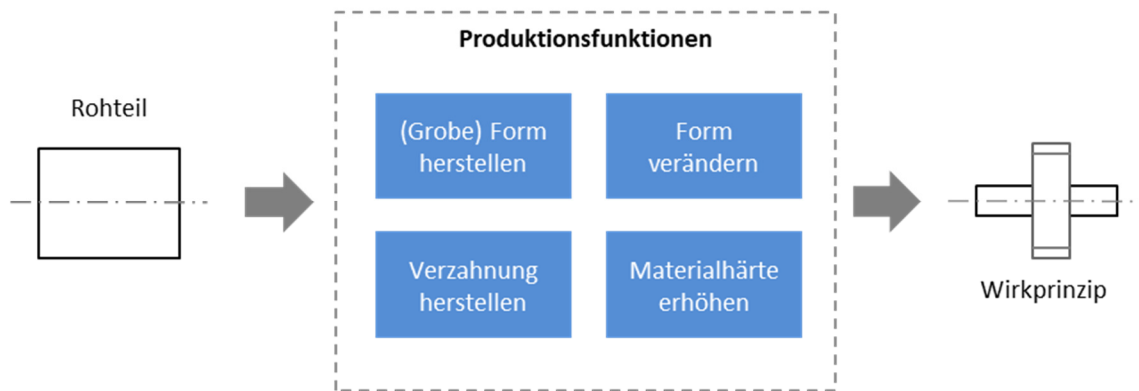 Produktionsfunktionen
Rohteil
(Grobe) Form
herstellen
Form
verändern
Verzahnung
herstellen
Materialhärte
erhöhen
Wirkprinzip